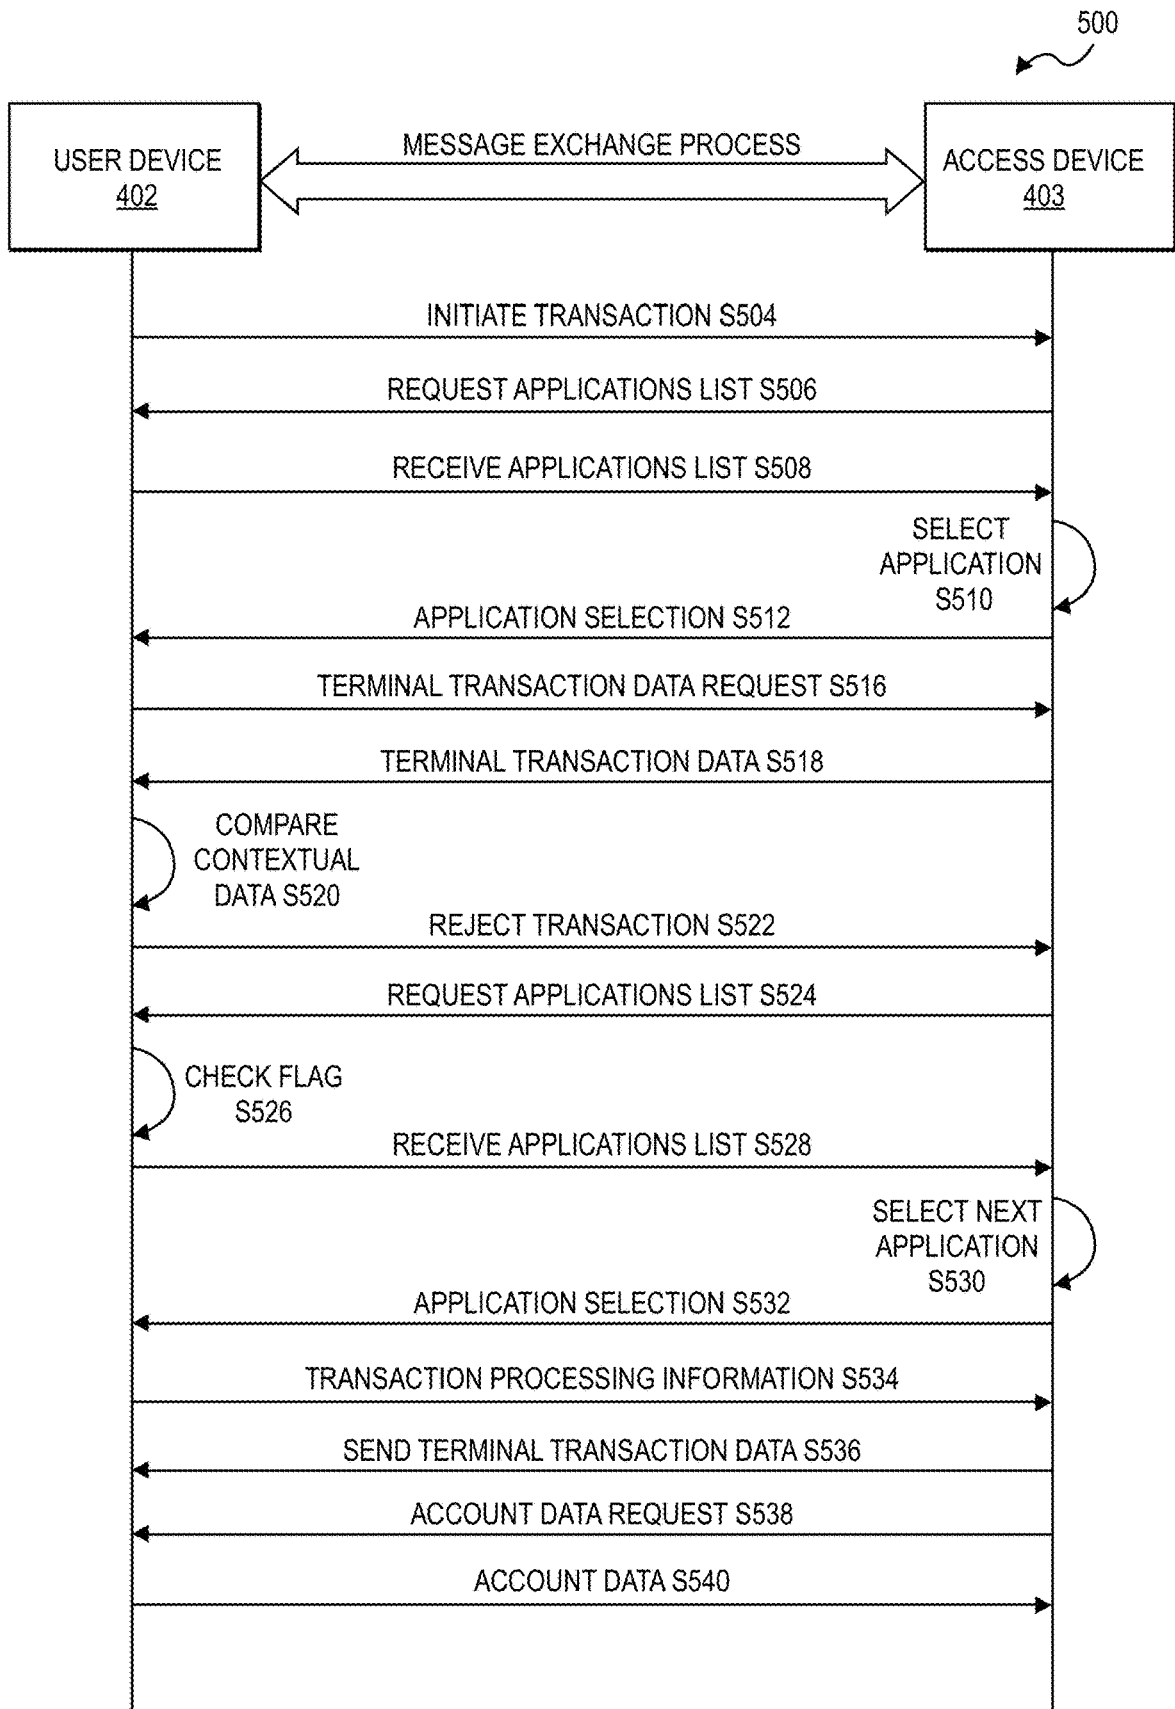 500
USER DEVICE
402
MESSAGE EXCHANGE PROCESS
ACCESS DEVICE
403
INITIATE TRANSACTION S504
REQUEST APPLICATIONS LIST S506
RECEIVE APPLICATIONS LIST S508
SELECT
APPLICATION
S510
APPLICATION SELECTION S512
TERMINAL TRANSACTION DATA REQUEST S516
TERMINAL TRANSACTION DATA S518
COMPARE
CONTEXTUAL
DATA S520
REJECT TRANSACTION S522
REQUEST APPLICATIONS LIST S524
CHECK FLAG
S526
RECEIVE APPLICATIONS LIST S528
SELECT NEXT
APPLICATION
S530
APPLICATION SELECTION S532
TRANSACTION PROCESSING INFORMATION S534
SEND TERMINAL TRANSACTION DATA S536
ACCOUNT DATA REQUEST S538
ACCOUNT DATA S540